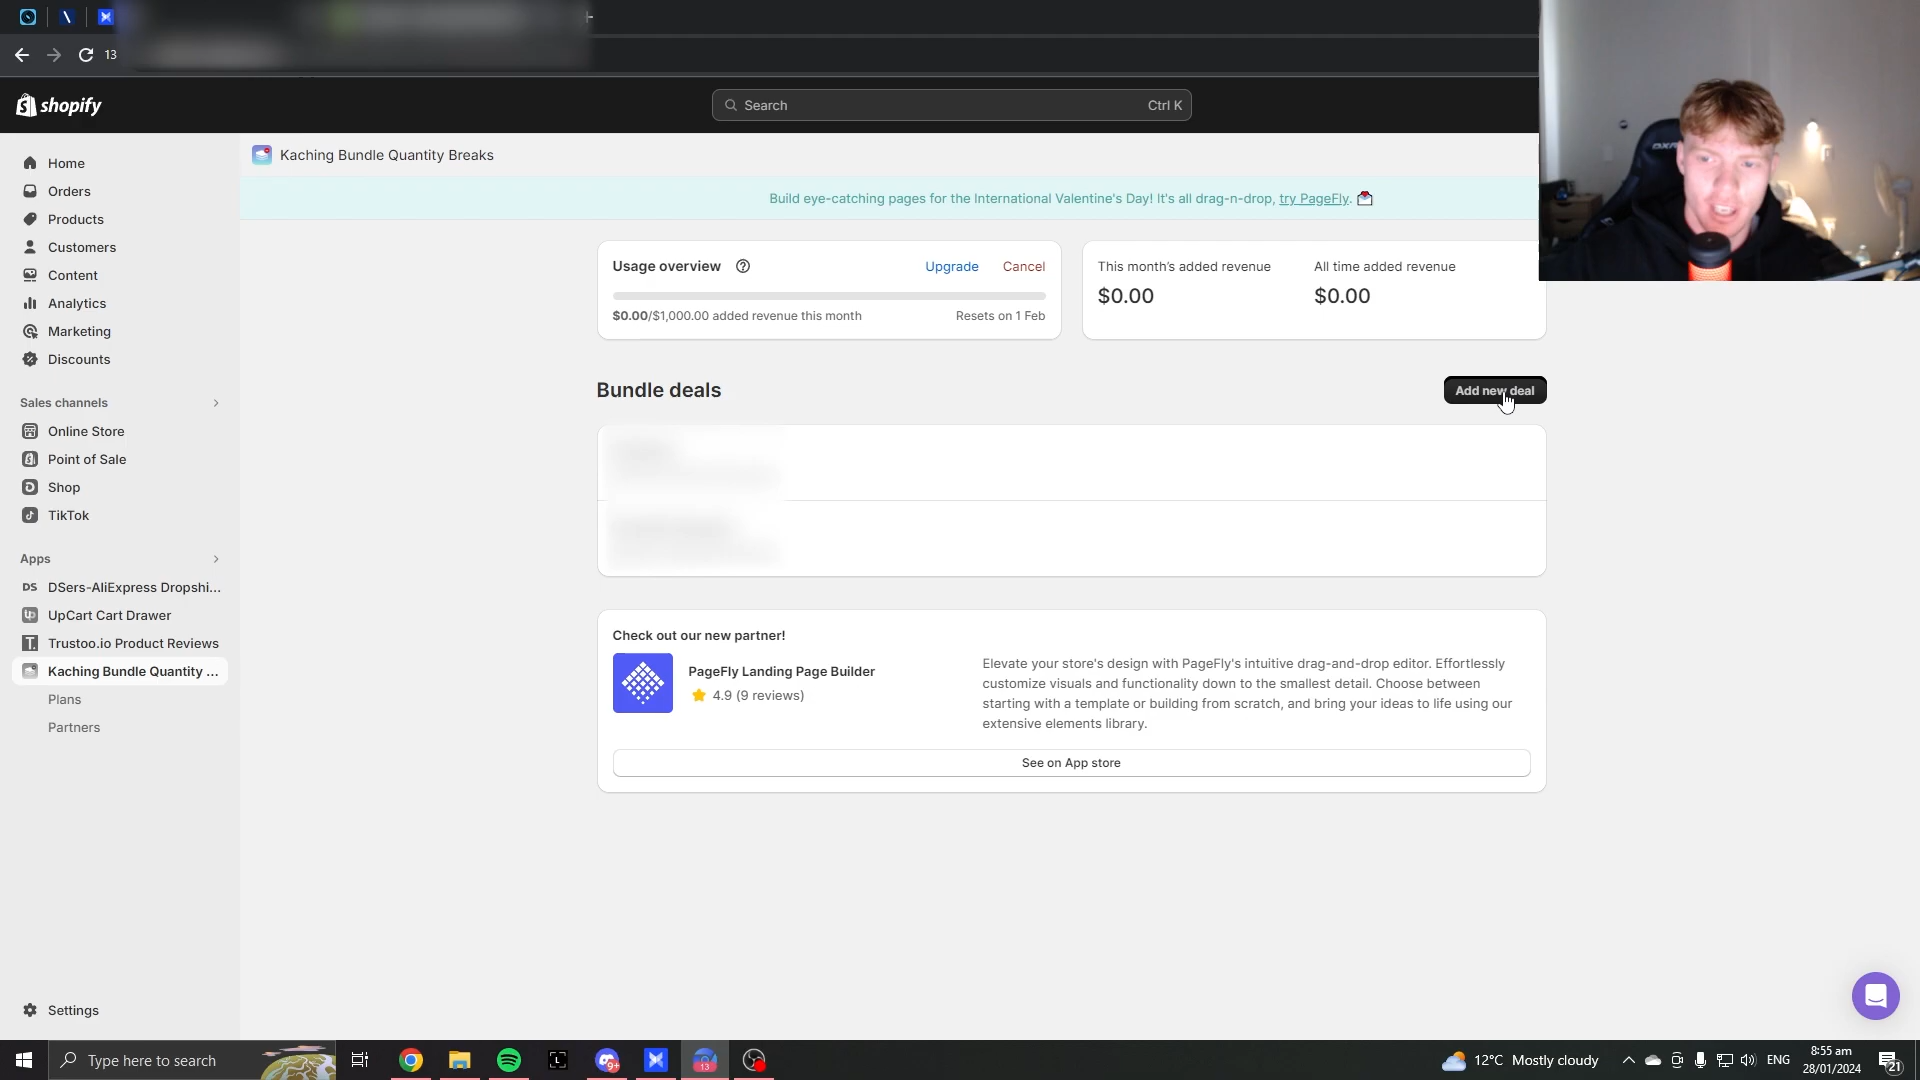 13
shopify
Search
Ctrl K
Home
Orders
Products
Customers
Content
Analytics
Marketing
Discounts
Sales channels
Online Store
Point of Sale
Shop
TikTok
Apps
DS DSers-AliExpress Dropshi...
UpCart Cart Drawer
Trustoo.io Product Reviews
Kaching Bundle Quantity ...
Plans
Partners
Settings
Kaching Bundle Quantity Breaks
Build eye-catching pages for the International Valentine's Day! It's all drag-n-drop, try PageFly.
Usage overview
Upgrade
Cancel
$0.00/$1,000.00 added revenue this month
Resets on 1 Feb
This month's added revenue
$0.00
All time added revenue
$0.00
Bundle deals
Add new deal
Check out our new partner!
PageFly Landing Page Builder
4.9 (9 reviews)
Elevate your store's design with PageFly's intuitive drag-and-drop editor. Effortlessly
customize visuals and functionality down to the smallest detail. Choose between
starting with a template or building from scratch, and bring your ideas to life using our
extensive elements library.
See on App store
Type here to search
9+
13
12°C Mostly cloudy
ENG
8:55 am
28/01/2024
21